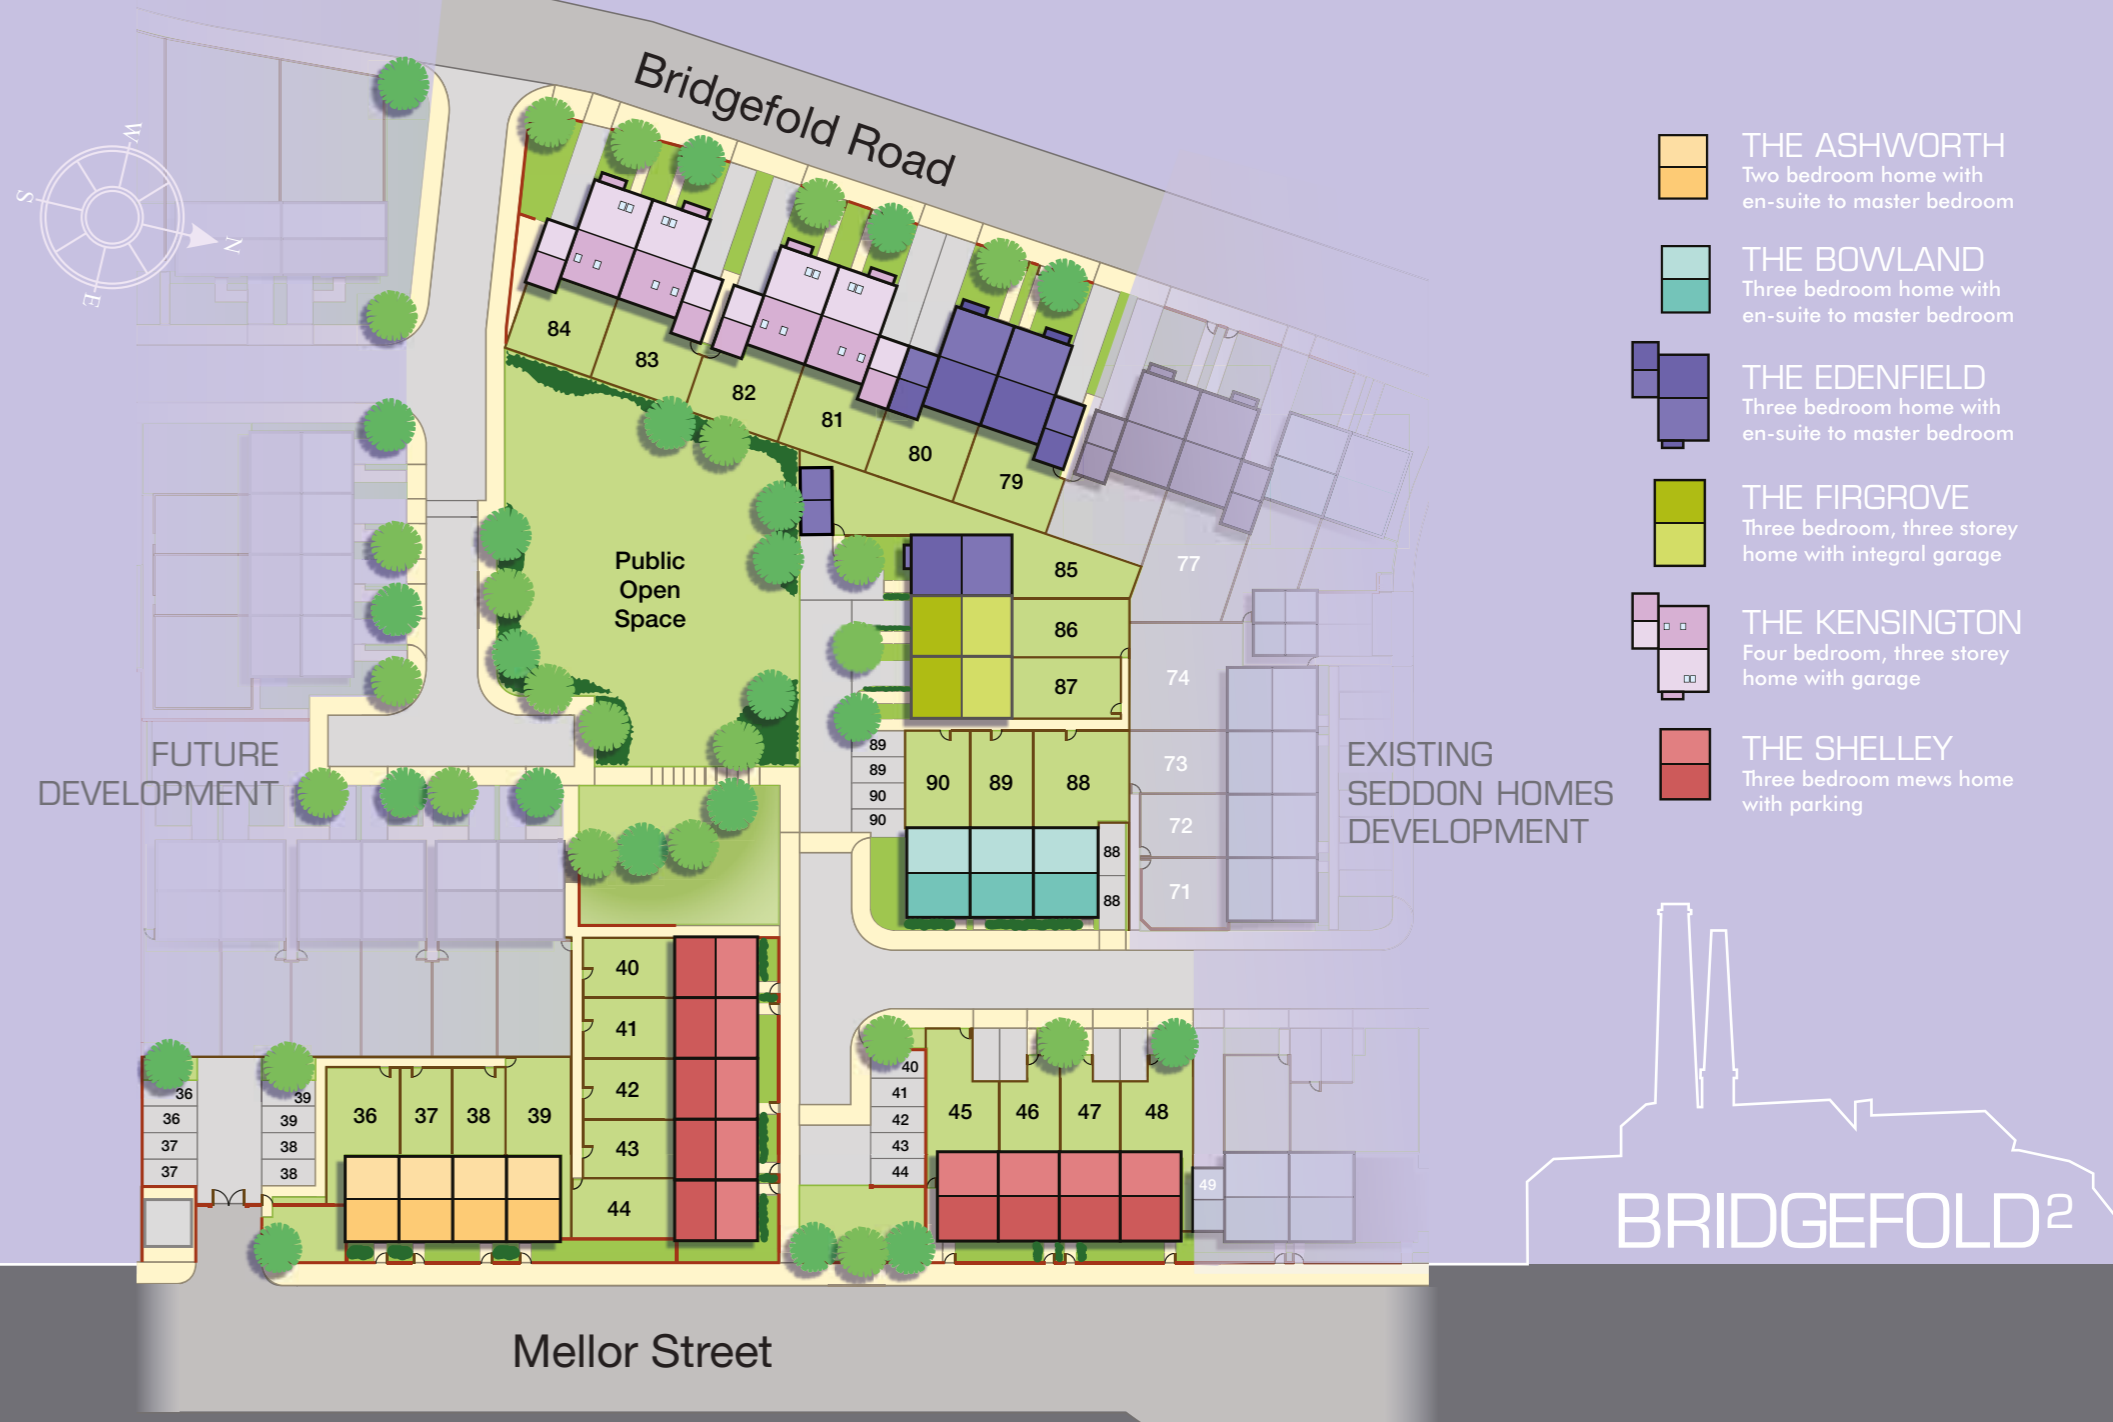 Bridgefold Road
W
S
N
E
84
83
82
81
80
79
Public
Open
Space
85
86
87
77
74
73
72
71
89
89
90
90
90
89
88
88
88
FUTURE
DEVELOPMENT
EXISTING
SEDDON HOMES
DEVELOPMENT
40
41
42
43
44
36
36
37
37
39
39
38
38
36
37
38
39
40
41
42
43
44
45
46
47
48
49
Mellor Street
THE ASHWORTH
Two bedroom home with
en-suite to master bedroom
THE BOWLAND
Three bedroom home with
en-suite to master bedroom
THE EDENFIELD
Three bedroom home with
en-suite to master bedroom
THE FIRGROVE
Three bedroom, three storey
home with integral garage
THE KENSINGTON
Four bedroom, three storey
home with garage
THE SHELLEY
Three bedroom mews home
with parking
BRIDGEFOLD²